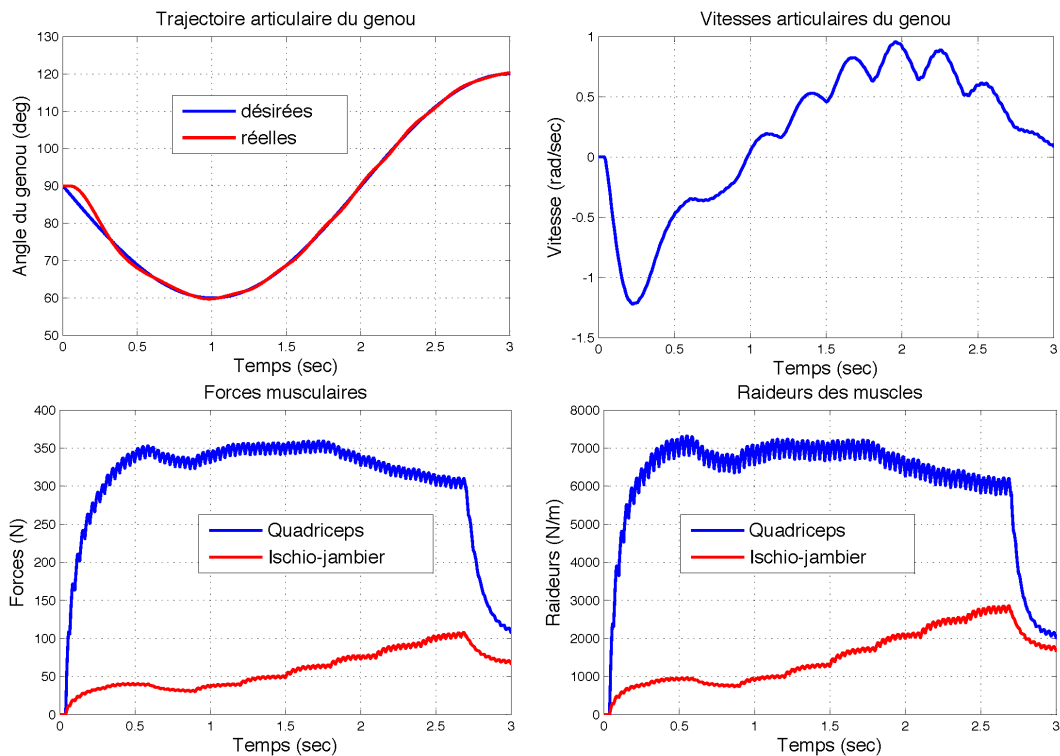 Trajectoire articulaire du genou
130
120
110
100
90
80
70
60
50
Angle du genou (deg)
désirées
réelles
0 0.5 1 1.5 2 2.5 3
Temps (sec)
Vitesses articulaires du genou
1
0.5
0
-0.5
-1
-1.5
Vitesse (rad/sec)
0 0.5 1 1.5 2 2.5 3
Temps (sec)
Forces musculaires
400
350
300
250
200
150
100
50
0
Forces (N)
Quadriceps
Ischio-jambier
0 0.5 1 1.5 2 2.5 3
Temps (sec)
Raideurs des muscles
8000
7000
6000
5000
4000
3000
2000
1000
0
Raideurs (N/m)
Quadriceps
Ischio-jambier
0 0.5 1 1.5 2 2.5 3
Temps (sec)